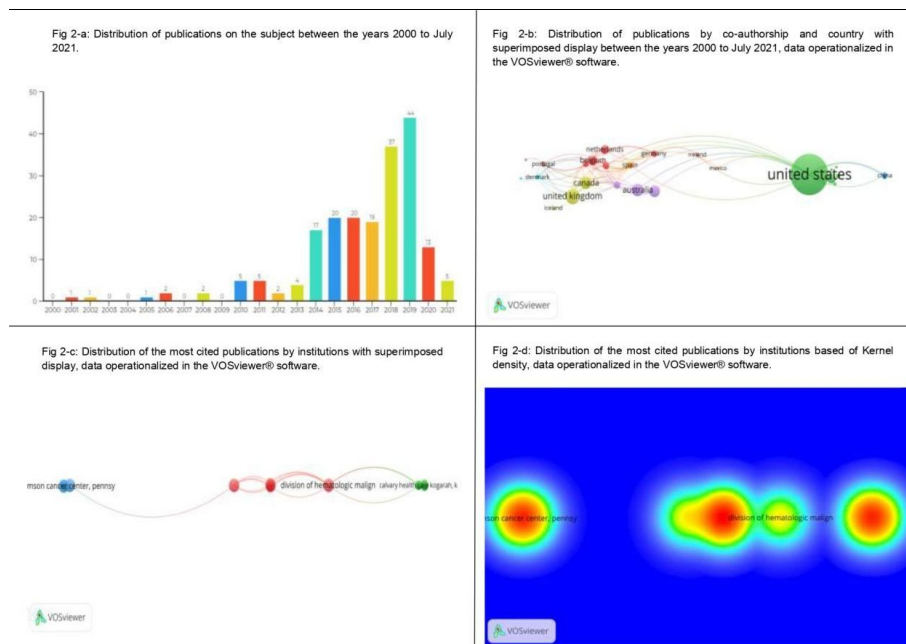 Fig 2-a: Distribution of publications on the subject between the years 2000 to July
2021.
50
40
30
20
10
0
0 1 1 0 0 1 2 0 2 0 5 5 2 4 17 20 20 19 37 44 13 5
2000 2001 2002 2003 2004 2005 2006 2007 2008 2009 2010 2011 2012 2013 2014 2015 2016 2017 2018 2019 2020 2021
Fig 2-b: Distribution of publications by co-authorship and country with
superimposed display between the years 2000 to July 2021, data operationalized in
the VOSviewer® software.
netherlands
germany
ireland
portugal
belgium
spain
mexico
denmark
canada
united states
china
united kingdom
australia
iceland
VOSviewer
Fig 2-c: Distribution of the most cited publications by institutions with superimposed
display, data operationalized in the VOSviewer® software.
mson cancer center, pennsy
division of hematologic malign
calvary health care kogarah, k
VOSviewer
Fig 2-d: Distribution of the most cited publications by institutions based of Kernel
density, data operationalized in the VOSviewer® software.
son cancer center, pennsy
division of hematologic malign
VOSviewer